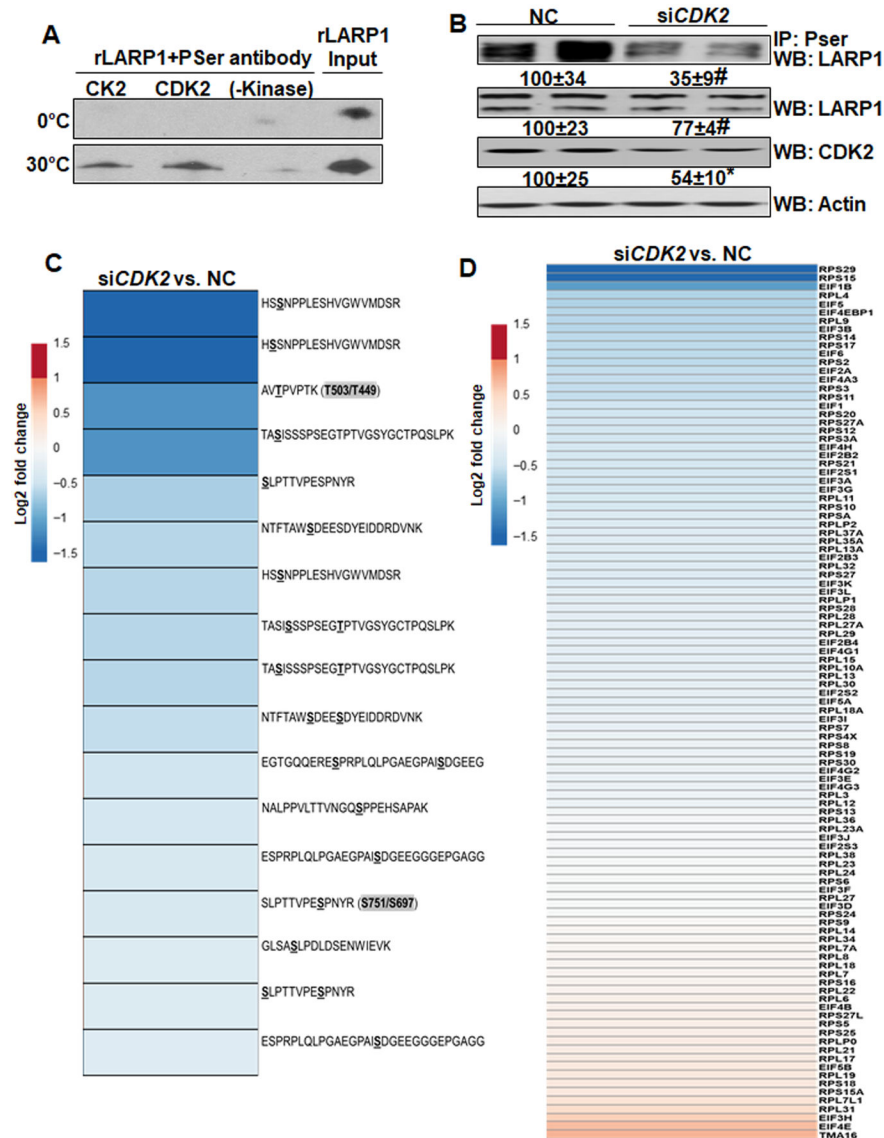 A
rLARP1+PSer antibody
rLARP1
Input
CK2 CDK2 (-Kinase)
0°C
30°C
B
NC siCDK2
IP: Pser
WB: LARP1
100±34 35±9#
WB: LARP1
100±23 77±4#
WB: CDK2
100±25 54±10*
WB: Actin
C
siCDK2 vs. NC
1.5
1
0.5
0
−0.5
−1
−1.5
Log2 fold change
HSSNPPLESHVGWVMDSR
HSSNPPLESHVGWVMDSR
AVTPVPTK (T503/T449)
TASISSSPSEGTPTVGSYGCTPQSLPK
SLPTTVPESPNYR
NTFTAWSDEESDYEIDDRDVNK
HSSNPPLESHVGWVMDSR
TASISSSPSEGTPTVGSYGCTPQSLPK
TASISSSPSEGTPTVGSYGCTPQSLPK
NTFTAWSDEESDYEIDDRDVNK
EGTGQQERESPRPLQLPGAEGPAISDGEEG
NALPPVLTTVNGQSPPEHSAPAK
ESPRPLQLPGAEGPAISDGEEGGGEPGAGG
SLPTTVPESPNYR (S751/S697)
GLSASLPDLDSENWIEVK
SLPTTVPESPNYR
ESPRPLQLPGAEGPAISDGEEGGGEPGAGG
D
siCDK2 vs. NC
1.5
1
0.5
0
−0.5
−1
−1.5
Log2 fold change
RPS29
RPS15
EIF1B
RPL4
EIF5
EIF4EBP1
RPL9
EIF3B
RPS14
RPS17
EIF6
RPS2
EIF2A
EIF4A3
RPS3
RPS11
EIF1
RPS20
RPS27A
RPS12
RPS3A
EIF4H
EIF2B2
RPS21
EIF2S1
EIF3A
EIF3G
RPL11
RPS10
RPSA
RPLP2
RPL37A
RPL35A
RPL13A
EIF2B3
RPL32
RPS27
EIF3K
EIF3L
RPLP1
RPS28
RPL28
RPL27A
RPL29
EIF2B4
EIF4G1
RPL15
RPL10A
RPL13
RPL30
EIF2S2
EIF5A
RPL18A
EIF3I
RPS7
RPS4X
RPS8
RPS19
RPS30
EIF4G2
EIF3E
EIF4G3
RPL3
RPL12
RPS13
RPL36
RPL23A
EIF3J
EIF2S3
RPL38
RPL23
RPL24
RPS6
EIF3F
RPL27
EIF3D
RPS24
RPS9
RPL14
RPL34
RPL7A
RPL8
RPL18
RPL7
RPS16
RPL22
RPL6
EIF4B
RPS27L
RPS5
RPS25
RPLP0
RPL21
RPL17
EIF5B
RPL19
RPS18
RPS15A
RPL7L1
RPL31
EIF3H
EIF4E
TMA16